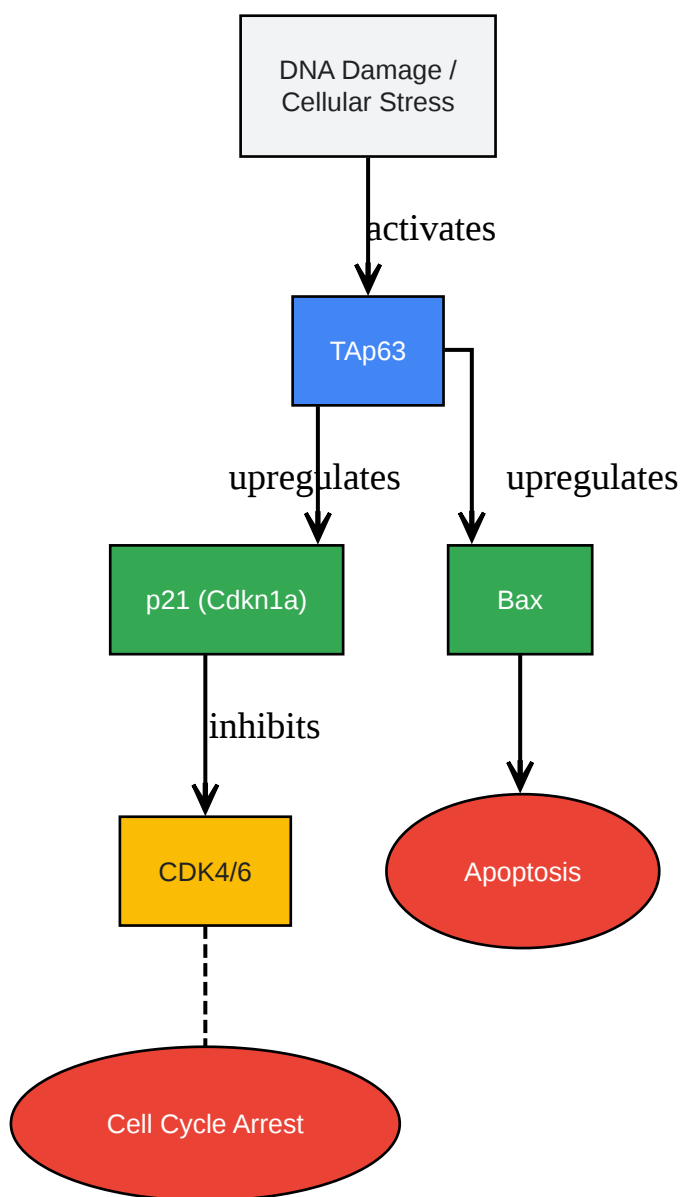 DNA Damage /
Cellular Stress
activates
TAp63
upregulates
upregulates
p21 (Cdkn1a)
Bax
inhibits
CDK4/6
Apoptosis
Cell Cycle Arrest